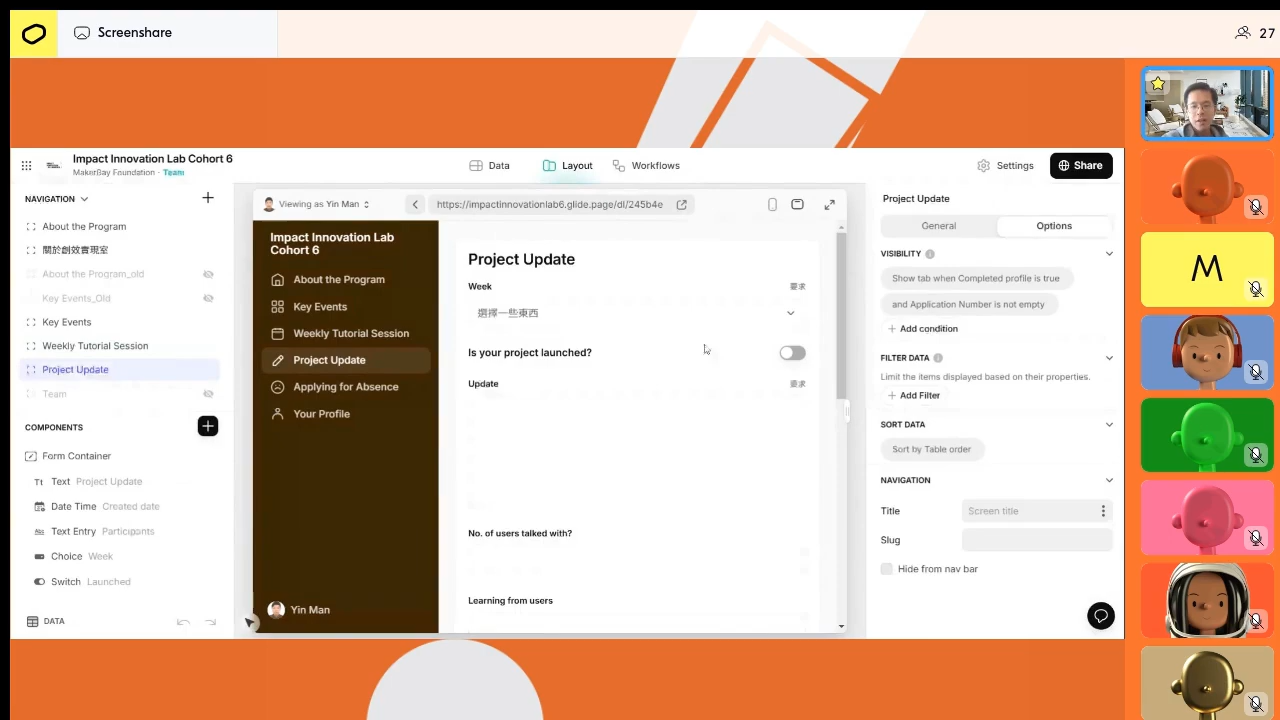 Screenshare
27
Impact Innovation Lab Cohort 6
MakerBay Foundation - Team
Data
Layout
Workflows
Settings
Share
NAVIGATION
About the Program
關於創效實現室
About the Program_old
Key Events_Old
Key Events
Weekly Tutorial Session
Project Update
Team
COMPONENTS
Form Container
Tt Text Project Update
Date Time Created date
Abc Text Entry Participants
Choice Week
Switch Launched
DATA
Viewing as Yin Man
https://impactinnovationlab6.glide.page/dl/245b4e
Impact Innovation Lab
Cohort 6
About the Program
Key Events
Weekly Tutorial Session
Project Update
Applying for Absence
Your Profile
Yin Man
Project Update
Week
要求
選擇一些東西
Is your project launched?
Update
要求
No. of users talked with?
Learning from users
Project Update
General
Options
VISIBILITY
Show tab when Completed profile is true
and Application Number is not empty
+ Add condition
FILTER DATA
Limit the items displayed based on their properties.
+ Add Filter
SORT DATA
Sort by Table order
NAVIGATION
Title
Screen title
Slug
Hide from nav bar
M